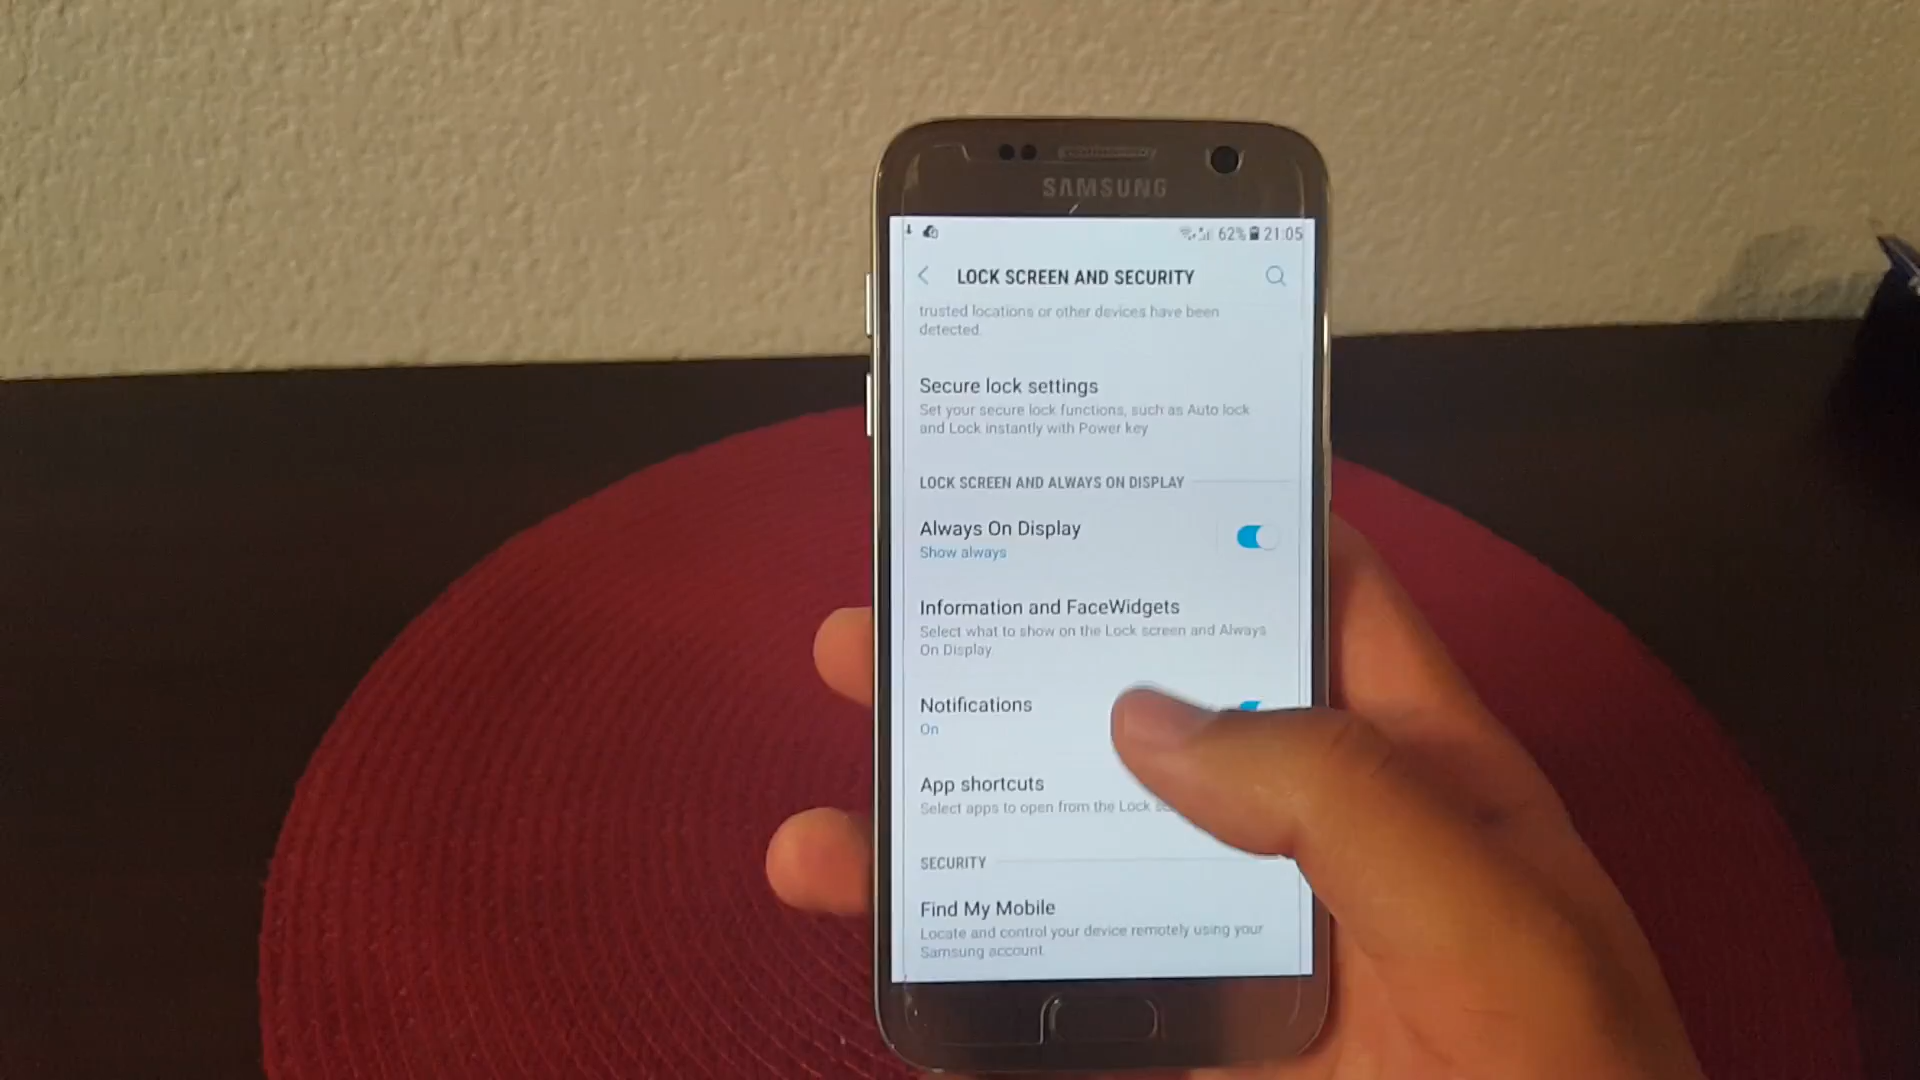 SAMSUNG
62% 21:05
LOCK SCREEN AND SECURITY
trusted locations or other devices have been
detected.
Secure lock settings
Set your secure lock functions, such as Auto lock
and Lock instantly with Power key
LOCK SCREEN AND ALWAYS ON DISPLAY
Always On Display
Show always
Information and FaceWidgets
Select what to show on the Lock screen and Always
On Display
Notifications
On
App shortcuts
Select apps to open from the Lock
SECURITY
Find My Mobile
Locate and control your device remotely using your
Samsung account.